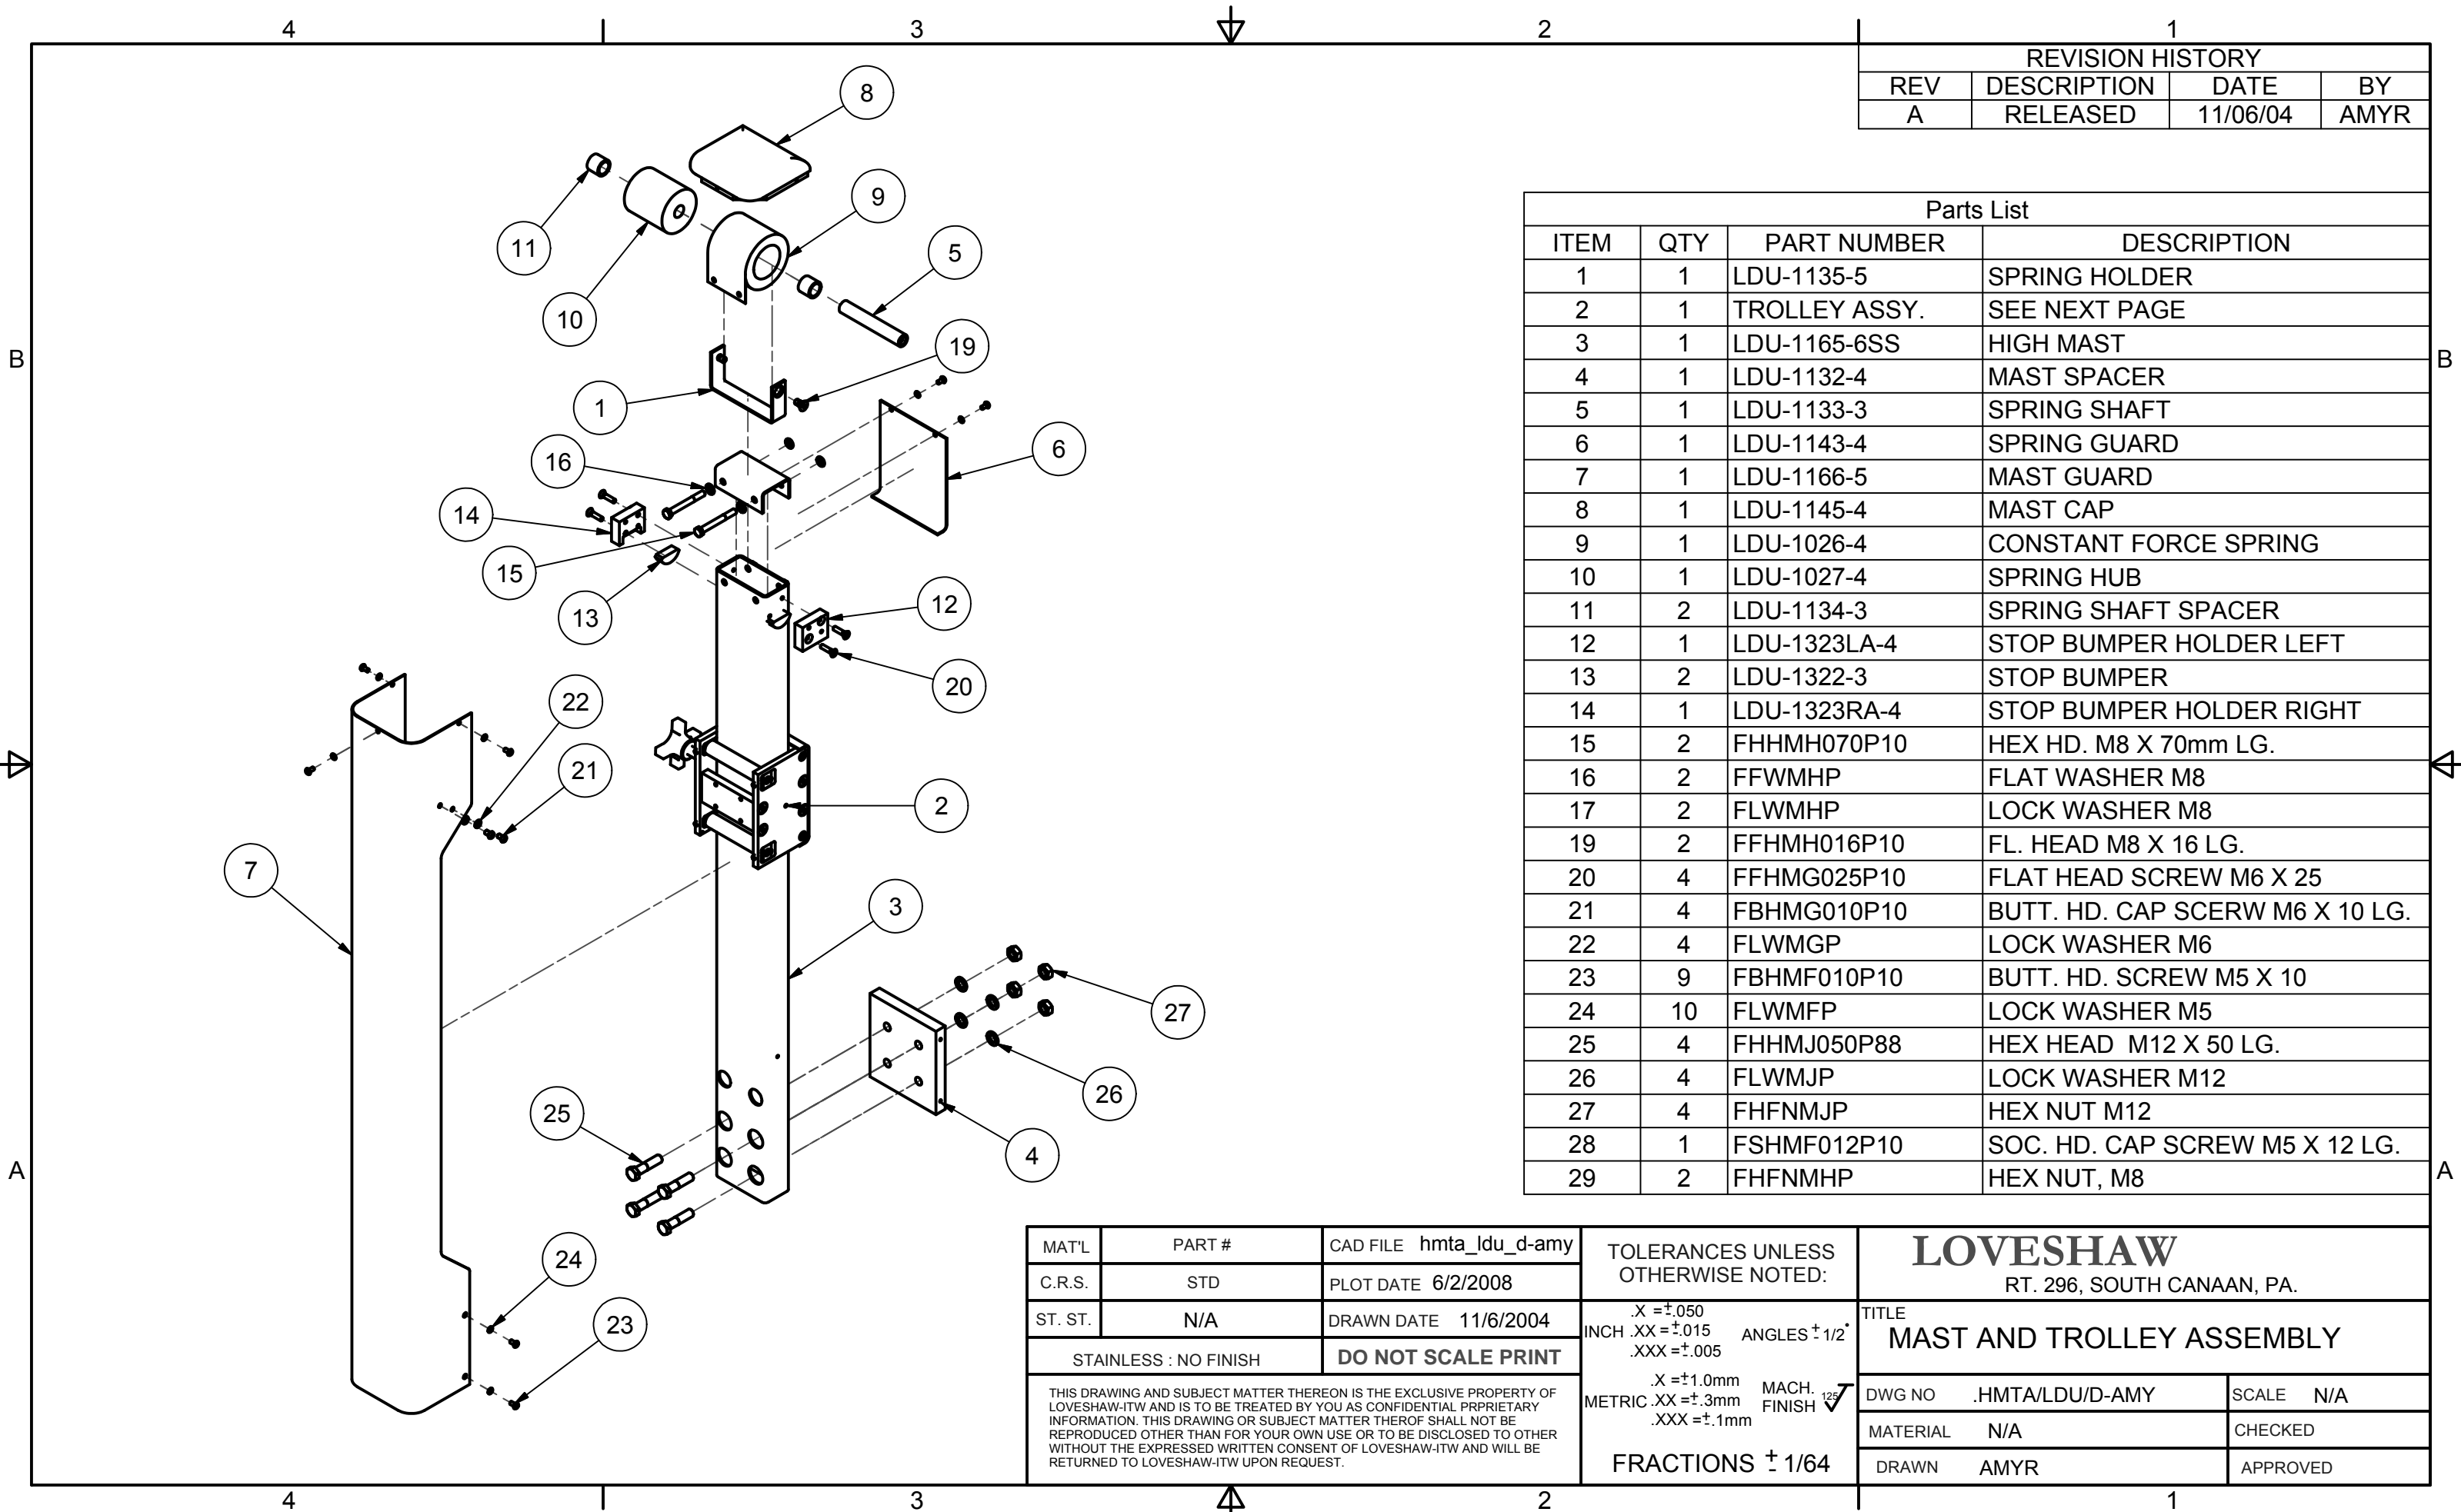 4 3 2 1
REVISION HISTORY
REV DESCRIPTION DATE BY
A RELEASED 11/06/04 AMYR
Parts List
ITEM QTY PART NUMBER DESCRIPTION
1 1 LDU-1135-5 SPRING HOLDER
2 1 TROLLEY ASSY. SEE NEXT PAGE
3 1 LDU-1165-6SS HIGH MAST
4 1 LDU-1132-4 MAST SPACER
5 1 LDU-1133-3 SPRING SHAFT
6 1 LDU-1143-4 SPRING GUARD
7 1 LDU-1166-5 MAST GUARD
8 1 LDU-1145-4 MAST CAP
9 1 LDU-1026-4 CONSTANT FORCE SPRING
10 1 LDU-1027-4 SPRING HUB
11 2 LDU-1134-3 SPRING SHAFT SPACER
12 1 LDU-1323LA-4 STOP BUMPER HOLDER LEFT
13 2 LDU-1322-3 STOP BUMPER
14 1 LDU-1323RA-4 STOP BUMPER HOLDER RIGHT
15 2 FHHMH070P10 HEX HD. M8 X 70mm LG.
16 2 FFWMHP FLAT WASHER M8
17 2 FLWMHP LOCK WASHER M8
19 2 FFHMH016P10 FL. HEAD M8 X 16 LG.
20 4 FFHMG025P10 FLAT HEAD SCREW M6 X 25
21 4 FBHMG010P10 BUTT. HD. CAP SCERW M6 X 10 LG.
22 4 FLWMGP LOCK WASHER M6
23 9 FBHMF010P10 BUTT. HD. SCREW M5 X 10
24 10 FLWMFP LOCK WASHER M5
25 4 FHHMJ050P88 HEX HEAD M12 X 50 LG.
26 4 FLWMJP LOCK WASHER M12
27 4 FHFNMJP HEX NUT M12
28 1 FSHMF012P10 SOC. HD. CAP SCREW M5 X 12 LG.
29 2 FHFNMHP HEX NUT, M8
8
9
11
5
10
19
1
6
16
14
15
12
13
20
22
21
2
7
3
27
26
25
4
24
23
B B
A A
MAT'L PART # CAD FILE hmta_ldu_d-amy
C.R.S. STD PLOT DATE 6/2/2008
ST. ST. N/A DRAWN DATE 11/6/2004
STAINLESS : NO FINISH DO NOT SCALE PRINT
THIS DRAWING AND SUBJECT MATTER THEREON IS THE EXCLUSIVE PROPERTY OF
LOVESHAW-ITW AND IS TO BE TREATED BY YOU AS CONFIDENTIAL PRPRIETARY
INFORMATION. THIS DRAWING OR SUBJECT MATTER THEROF SHALL NOT BE
REPRODUCED OTHER THAN FOR YOUR OWN USE OR TO BE DISCLOSED TO OTHER
WITHOUT THE EXPRESSED WRITTEN CONSENT OF LOVESHAW-ITW AND WILL BE
RETURNED TO LOVESHAW-ITW UPON REQUEST.
TOLERANCES UNLESS
OTHERWISE NOTED:
.X =±.050
INCH .XX =±.015 ANGLES ± 1/2°
.XXX =±.005
.X =±1.0mm
METRIC .XX =±.3mm MACH. FINISH 125
.XXX =±.1mm
FRACTIONS ± 1/64
LOVESHAW
RT. 296, SOUTH CANAAN, PA.
TITLE
MAST AND TROLLEY ASSEMBLY
DWG NO .HMTA/LDU/D-AMY SCALE N/A
MATERIAL N/A CHECKED
DRAWN AMYR APPROVED
4 3 2 1